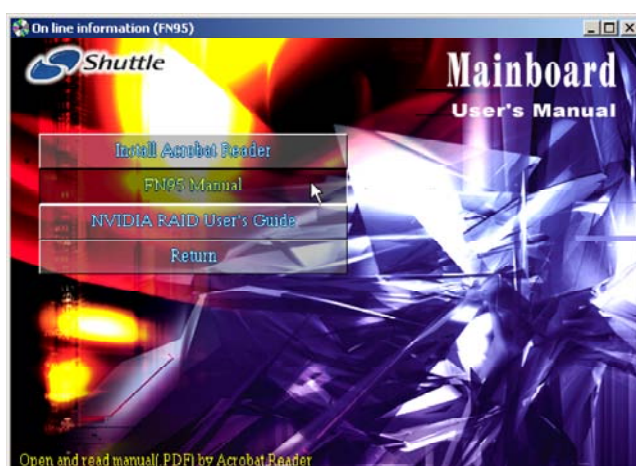 On line information (FN95)
Shuttle
Mainboard
User's Manual
Install Acrobat Reader
FN95 Manual
NVIDIA RAID User's Guide
Return
Open and read manual(.PDF) by Acrobat Reader